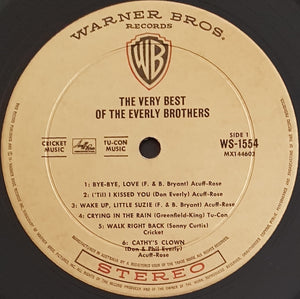 WARNER BROS.
RECORDS
WB
THE VERY BEST
OF THE EVERLY BROTHERS
CRICKET
MUSIC
TU-CON
MUSIC
SIDE 1
WS-1554
MX144603
1: BYE-BYE, LOVE (F. & B. Bryant) Acuff-Rose
2: ('Til) I KISSED YOU (Don Everly) Acuff-Rose
3: WAKE UP, LITTLE SUZIE (F. & B. Bryant) Acuff-Rose
4: CRYING IN THE RAIN (Greenfield-King) Tu-Con
5: WALK RIGHT BACK (Sonny Curtis)
Cricket
6: CATHY'S CLOWN
(Don & Phil Everly)
Acuff-Rose
STEREO